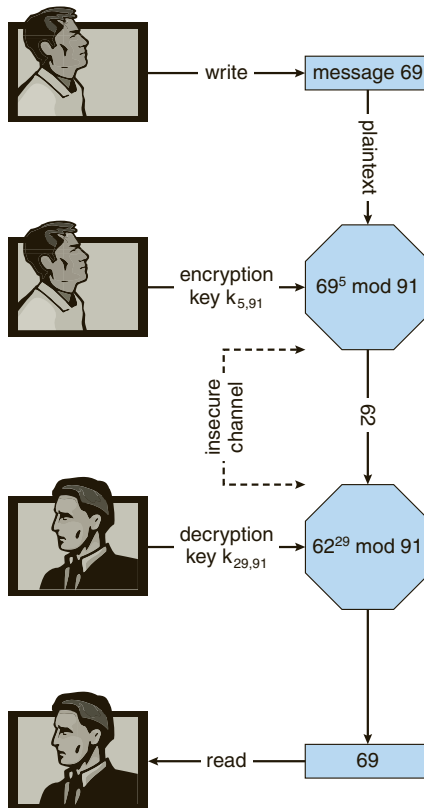 write
message 69
plaintext
encryption
key k₅,₉₁
69⁵ mod 91
insecure
channel
62
decryption
key k₂₉,₉₁
62²⁹ mod 91
read
69